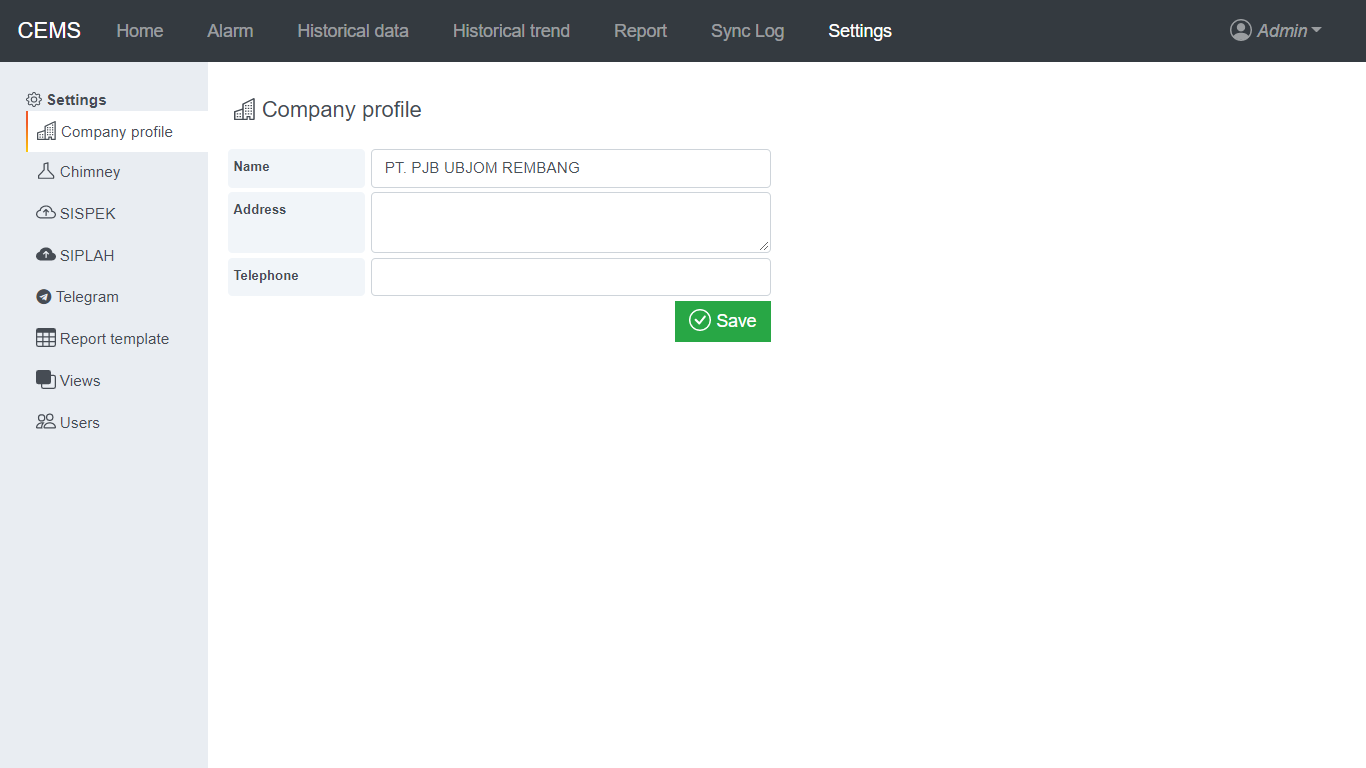 CEMS Home Alarm Historical data Historical trend Report Sync Log Settings Admin
Settings
Company profile
Chimney
SISPEK
SIPLAH
Telegram
Report template
Views
Users
Company profile
Name PT. PJB UBJOM REMBANG
Address
Telephone
Save